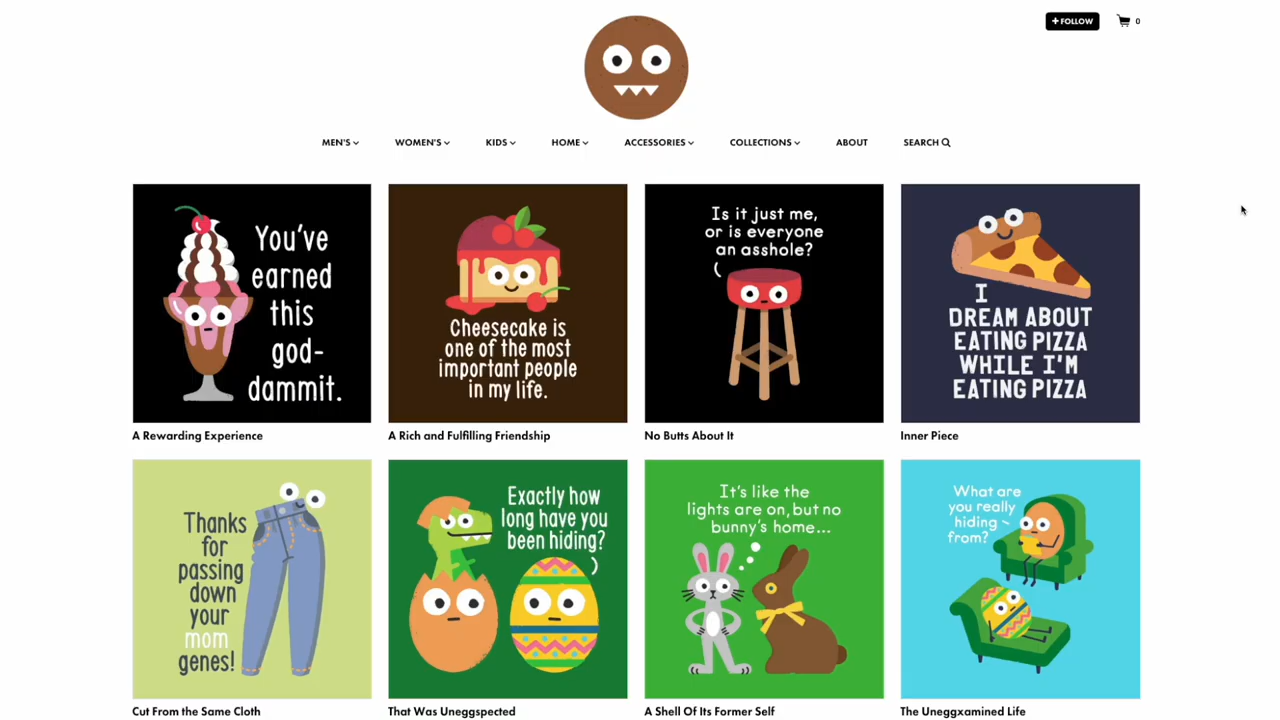 + FOLLOW
0
MEN'S
WOMEN'S
KIDS
HOME
ACCESSORIES
COLLECTIONS
ABOUT
SEARCH
You've
earned
this
god-
dammit.
A Rewarding Experience
Cheesecake is
one of the most
important people
in my life.
A Rich and Fulfilling Friendship
Is it just me,
or is everyone
an asshole?
No Butts About It
I
DREAM ABOUT
EATING PIZZA
WHILE I'M
EATING PIZZA
Inner Piece
Thanks
for
passing
down
your
mom
genes!
Cut From the Same Cloth
Exactly how
long have you
been hiding?
That Was Uneggspected
It's like the
lights are on, but no
bunny's home...
A Shell Of Its Former Self
What are
you really
hiding
from?
The Uneggxamined Life